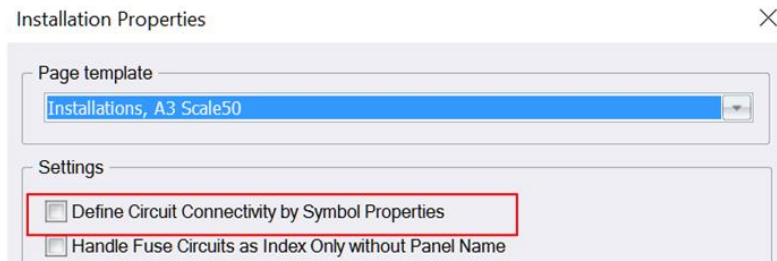 Installation Properties
Page template
Installations, A3 Scale50
Settings
Define Circuit Connectivity by Symbol Properties
Handle Fuse Circuits as Index Only without Panel Name